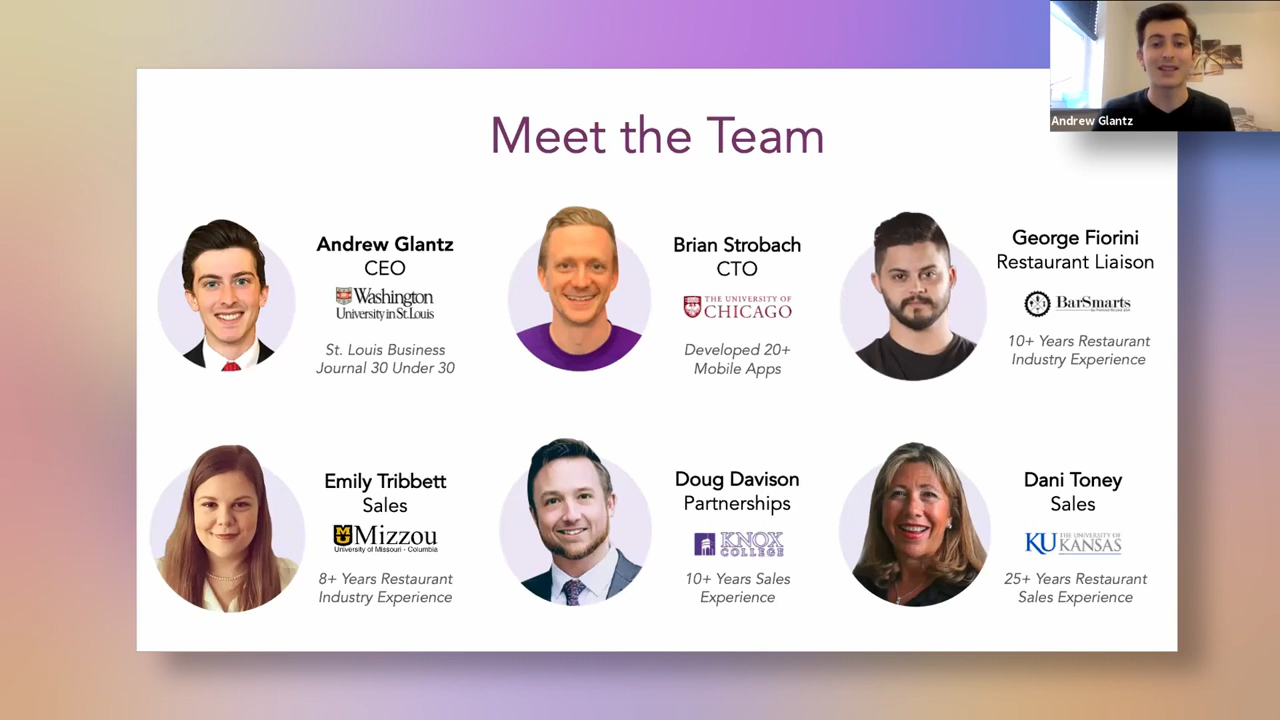 Andrew Glantz
Meet the Team
Andrew Glantz
CEO
Washington
University in St. Louis
St. Louis Business
Journal 30 Under 30
Brian Strobach
CTO
THE UNIVERSITY OF
CHICAGO
Developed 20+
Mobile Apps
George Fiorini
Restaurant Liaison
BarSmarts
10+ Years Restaurant
Industry Experience
Emily Tribbett
Sales
MU Mizzou
University of Missouri - Columbia
8+ Years Restaurant
Industry Experience
Doug Davison
Partnerships
KNOX
COLLEGE
10+ Years Sales
Experience
Dani Toney
Sales
KU THE UNIVERSITY OF
KANSAS
25+ Years Restaurant
Sales Experience